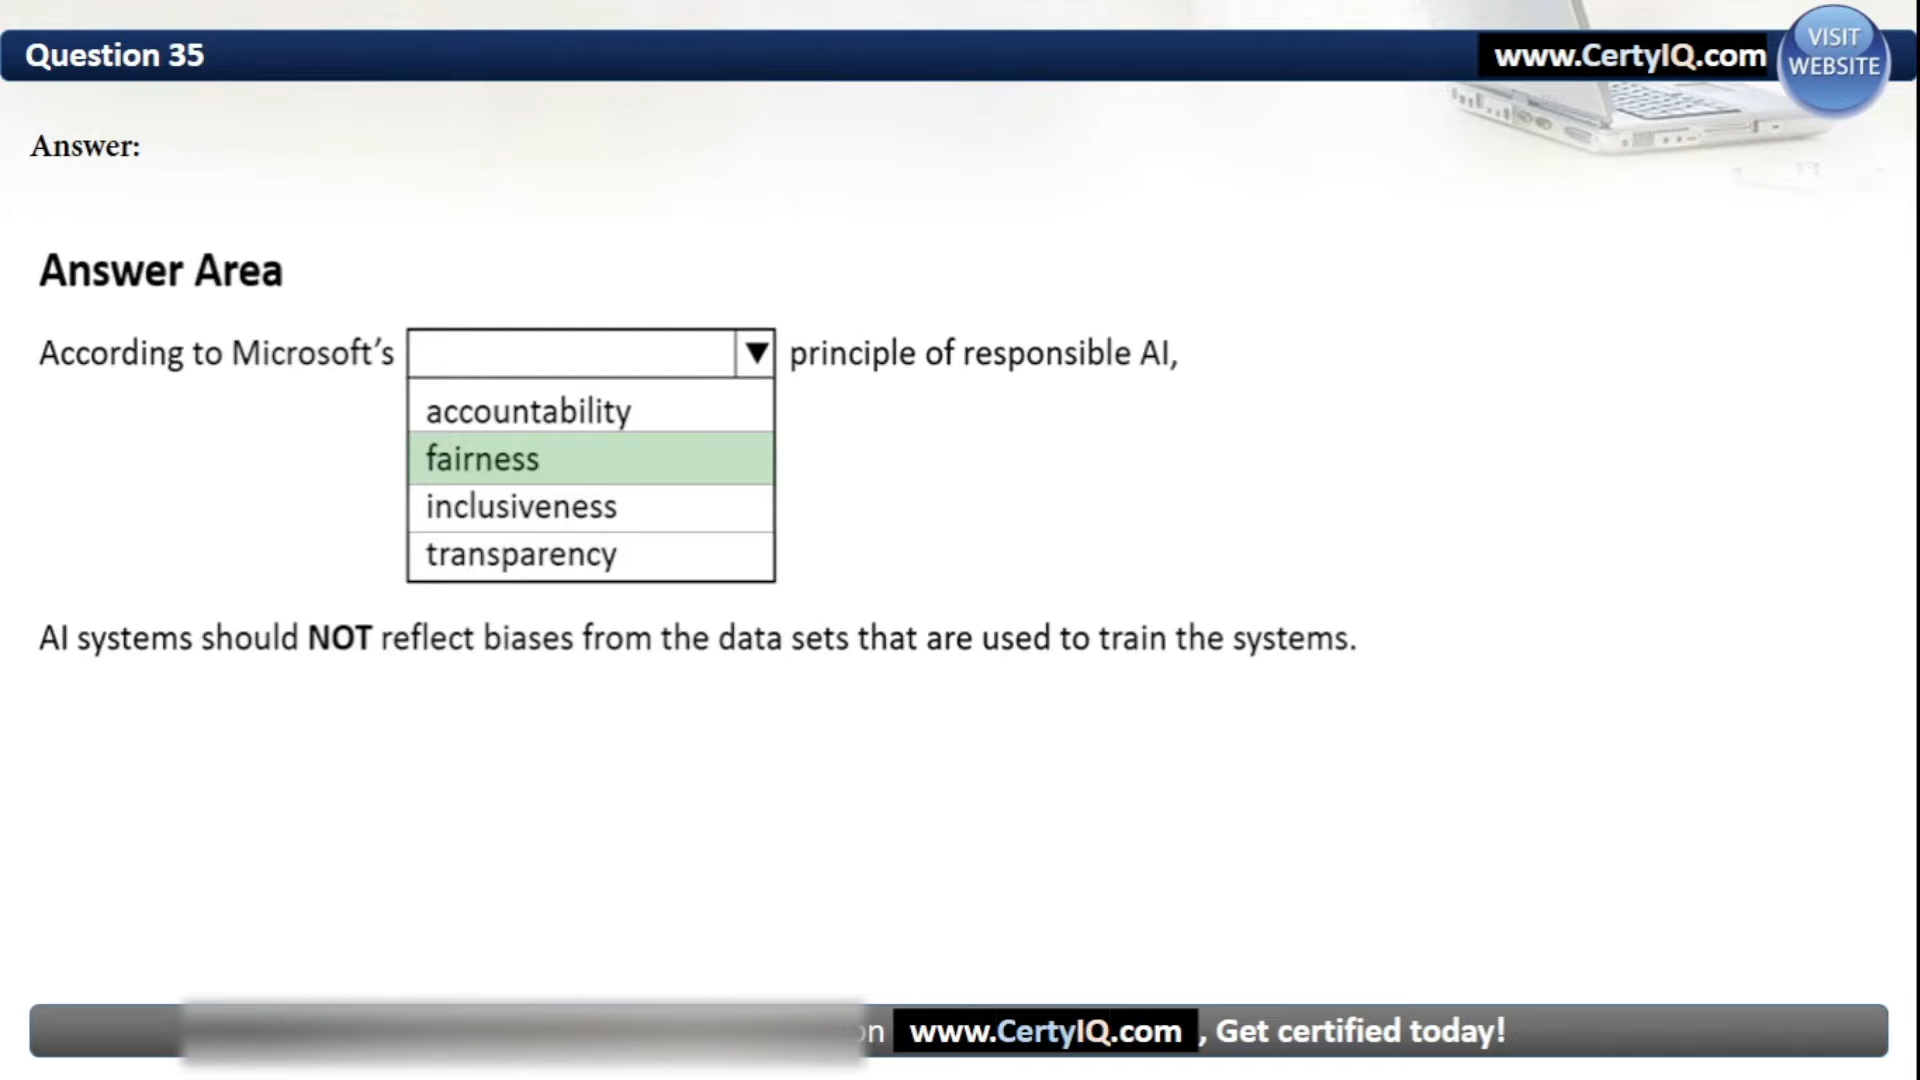 Question 35
www.CertyIQ.com
VISIT
WEBSITE
Answer:
Answer Area
According to Microsoft’s ▼ principle of responsible AI,
accountability
fairness
inclusiveness
transparency
AI systems should NOT reflect biases from the data sets that are used to train the systems.
www.CertyIQ.com , Get certified today!